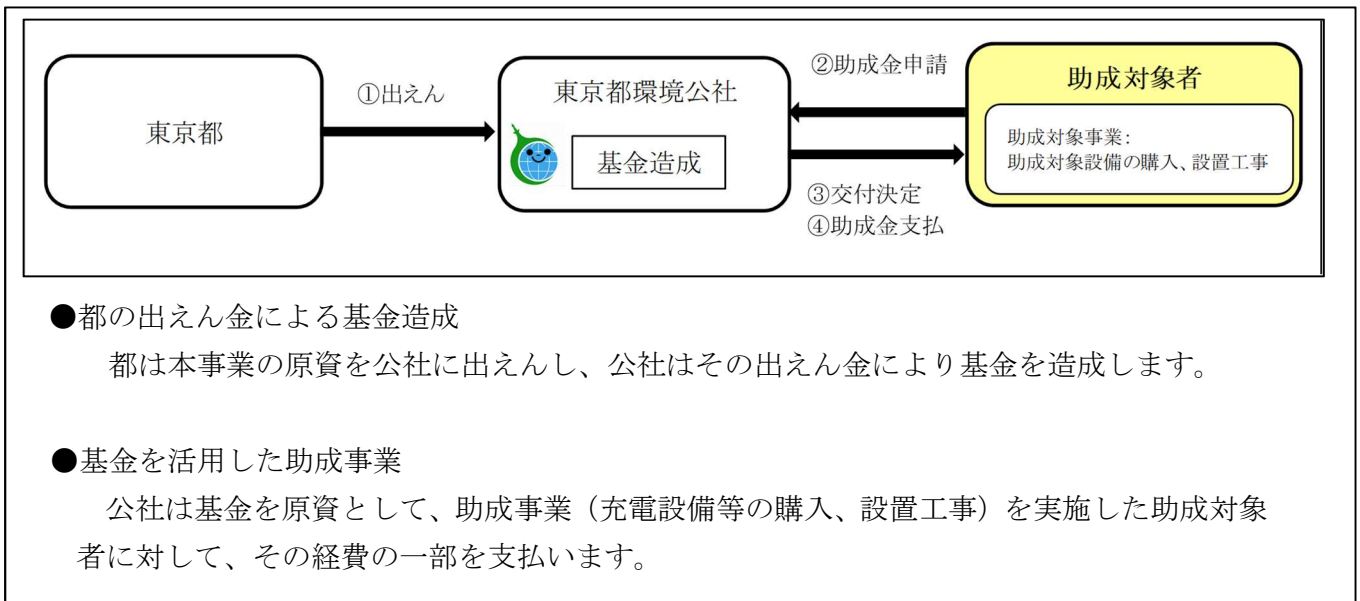 東京都
①出えん
東京都環境公社
基金造成
②助成金申請
③交付決定
④助成金支払
助成対象者
助成対象事業:
助成対象設備の購入、設置工事
●都の出えん金による基金造成
都は本事業の原資を公社に出えんし、公社はその出えん金により基金を造成します。
●基金を活用した助成事業
公社は基金を原資として、助成事業（充電設備等の購入、設置工事）を実施した助成対象
者に対して、その経費の一部を支払います。